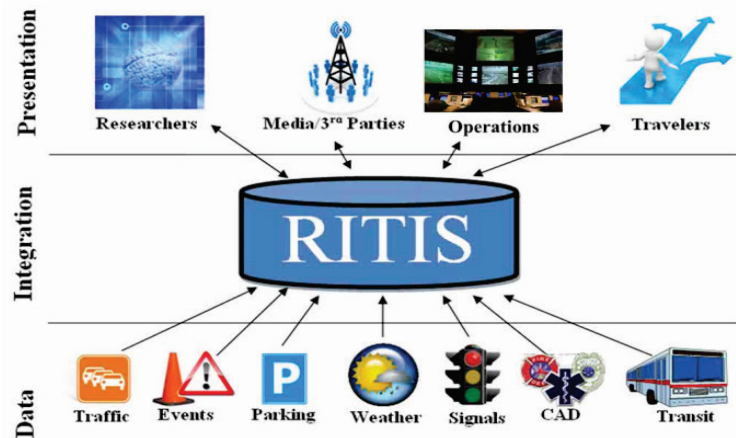 Presentation
Researchers
Media/3rd Parties
Operations
Travelers
Integration
RITIS
Data
P
Traffic
Events
Parking
Weather
Signals
CAD
Transit